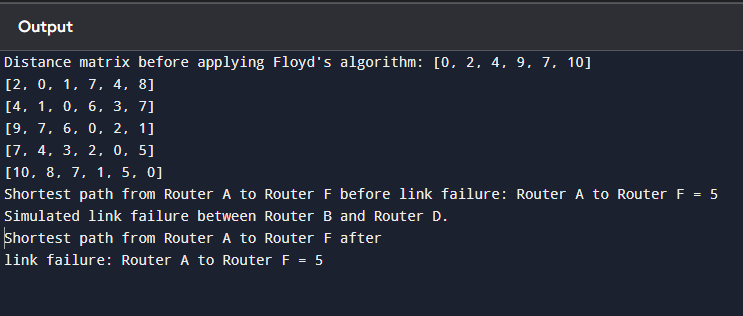 Output
Distance matrix before applying Floyd's algorithm: [0, 2, 4, 9, 7, 10]
[2, 0, 1, 7, 4, 8]
[4, 1, 0, 6, 3, 7]
[9, 7, 6, 0, 2, 1]
[7, 4, 3, 2, 0, 5]
[10, 8, 7, 1, 5, 0]
Shortest path from Router A to Router F before link failure: Router A to Router F = 5
Simulated link failure between Router B and Router D.
Shortest path from Router A to Router F after
link failure: Router A to Router F = 5